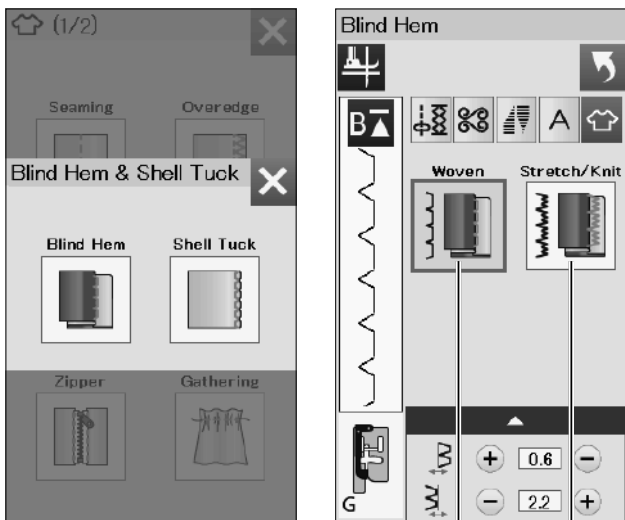 (1/2)
Seaming Overedge
Blind Hem & Shell Tuck
Blind Hem Shell Tuck
Zipper Gathering
Blind Hem
B
A
Woven Stretch/Knit
G
0.6
2.2